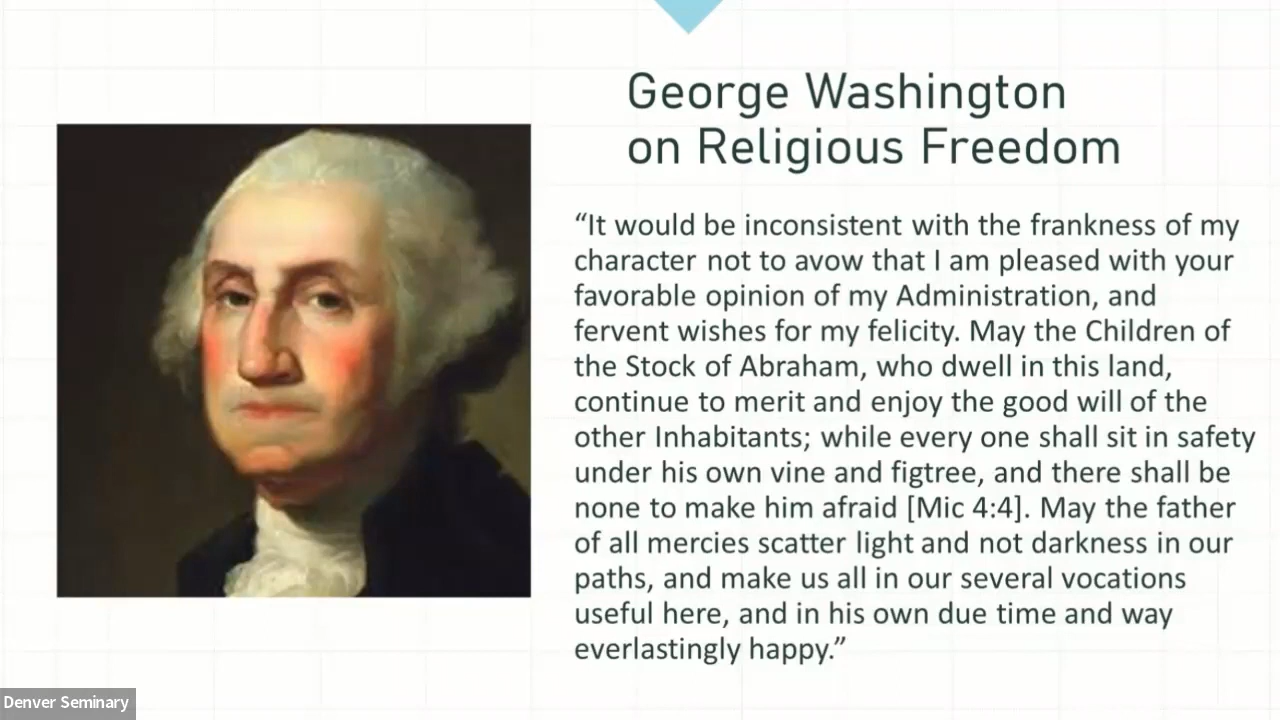 George Washington
on Religious Freedom
“It would be inconsistent with the frankness of my
character not to avow that I am pleased with your
favorable opinion of my Administration, and
fervent wishes for my felicity. May the Children of
the Stock of Abraham, who dwell in this land,
continue to merit and enjoy the good will of the
other Inhabitants; while every one shall sit in safety
under his own vine and figtree, and there shall be
none to make him afraid [Mic 4:4]. May the father
of all mercies scatter light and not darkness in our
paths, and make us all in our several vocations
useful here, and in his own due time and way
everlastingly happy.”
Denver Seminary